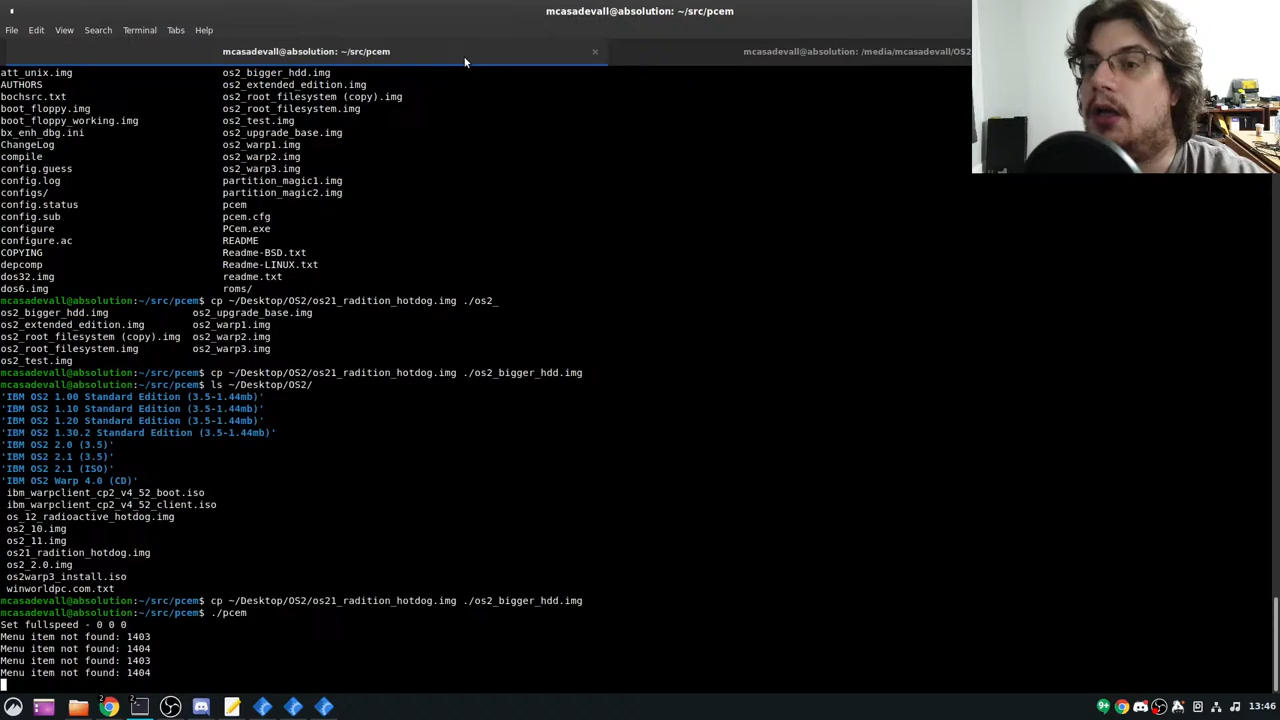 mcasadevall@absolution: ~/src/pcem
File Edit View Search Terminal Tabs Help
mcasadevall@absolution: ~/src/pcem × mcasadevall@absolution: /media/mcasadevall/OS2
att_unix.img os2_bigger_hdd.img
AUTHORS os2_extended_edition.img
bochsrc.txt os2_root_filesystem (copy).img
boot_floppy.img os2_root_filesystem.img
boot_floppy_working.img os2_test.img
bx_enh_dbg.ini os2_upgrade_base.img
ChangeLog os2_warp1.img
compile os2_warp2.img
config.guess os2_warp3.img
config.log partition_magic1.img
configs/ partition_magic2.img
config.status pcem
config.sub pcem.cfg
configure PCem.exe
configure.ac README
COPYING Readme-BSD.txt
depcomp Readme-LINUX.txt
dos32.img readme.txt
dos6.img roms/
mcasadevall@absolution:~/src/pcem$ cp ~/Desktop/OS2/os21_radition_hotdog.img ./os2_
os2_bigger_hdd.img os2_upgrade_base.img
os2_extended_edition.img os2_warp1.img
os2_root_filesystem (copy).img os2_warp2.img
os2_root_filesystem.img os2_warp3.img
os2_test.img
mcasadevall@absolution:~/src/pcem$ cp ~/Desktop/OS2/os21_radition_hotdog.img ./os2_bigger_hdd.img
mcasadevall@absolution:~/src/pcem$ ls ~/Desktop/OS2/
'IBM OS2 1.00 Standard Edition (3.5-1.44mb)'
'IBM OS2 1.10 Standard Edition (3.5-1.44mb)'
'IBM OS2 1.20 Standard Edition (3.5-1.44mb)'
'IBM OS2 1.30.2 Standard Edition (3.5-1.44mb)'
'IBM OS2 2.0 (3.5)'
'IBM OS2 2.1 (3.5)'
'IBM OS2 2.1 (ISO)'
'IBM OS2 Warp 4.0 (CD)'
ibm_warpclient_cp2_v4_52_boot.iso
ibm_warpclient_cp2_v4_52_client.iso
os_12_radioactive_hotdog.img
os2_10.img
os2_11.img
os21_radition_hotdog.img
os2_2.0.img
os2warp3_install.iso
winworldpc.com.txt
mcasadevall@absolution:~/src/pcem$ cp ~/Desktop/OS2/os21_radition_hotdog.img ./os2_bigger_hdd.img
mcasadevall@absolution:~/src/pcem$ ./pcem
Set fullspeed - 0 0 0
Menu item not found: 1403
Menu item not found: 1404
Menu item not found: 1403
Menu item not found: 1404
2 2 9+ 13:46